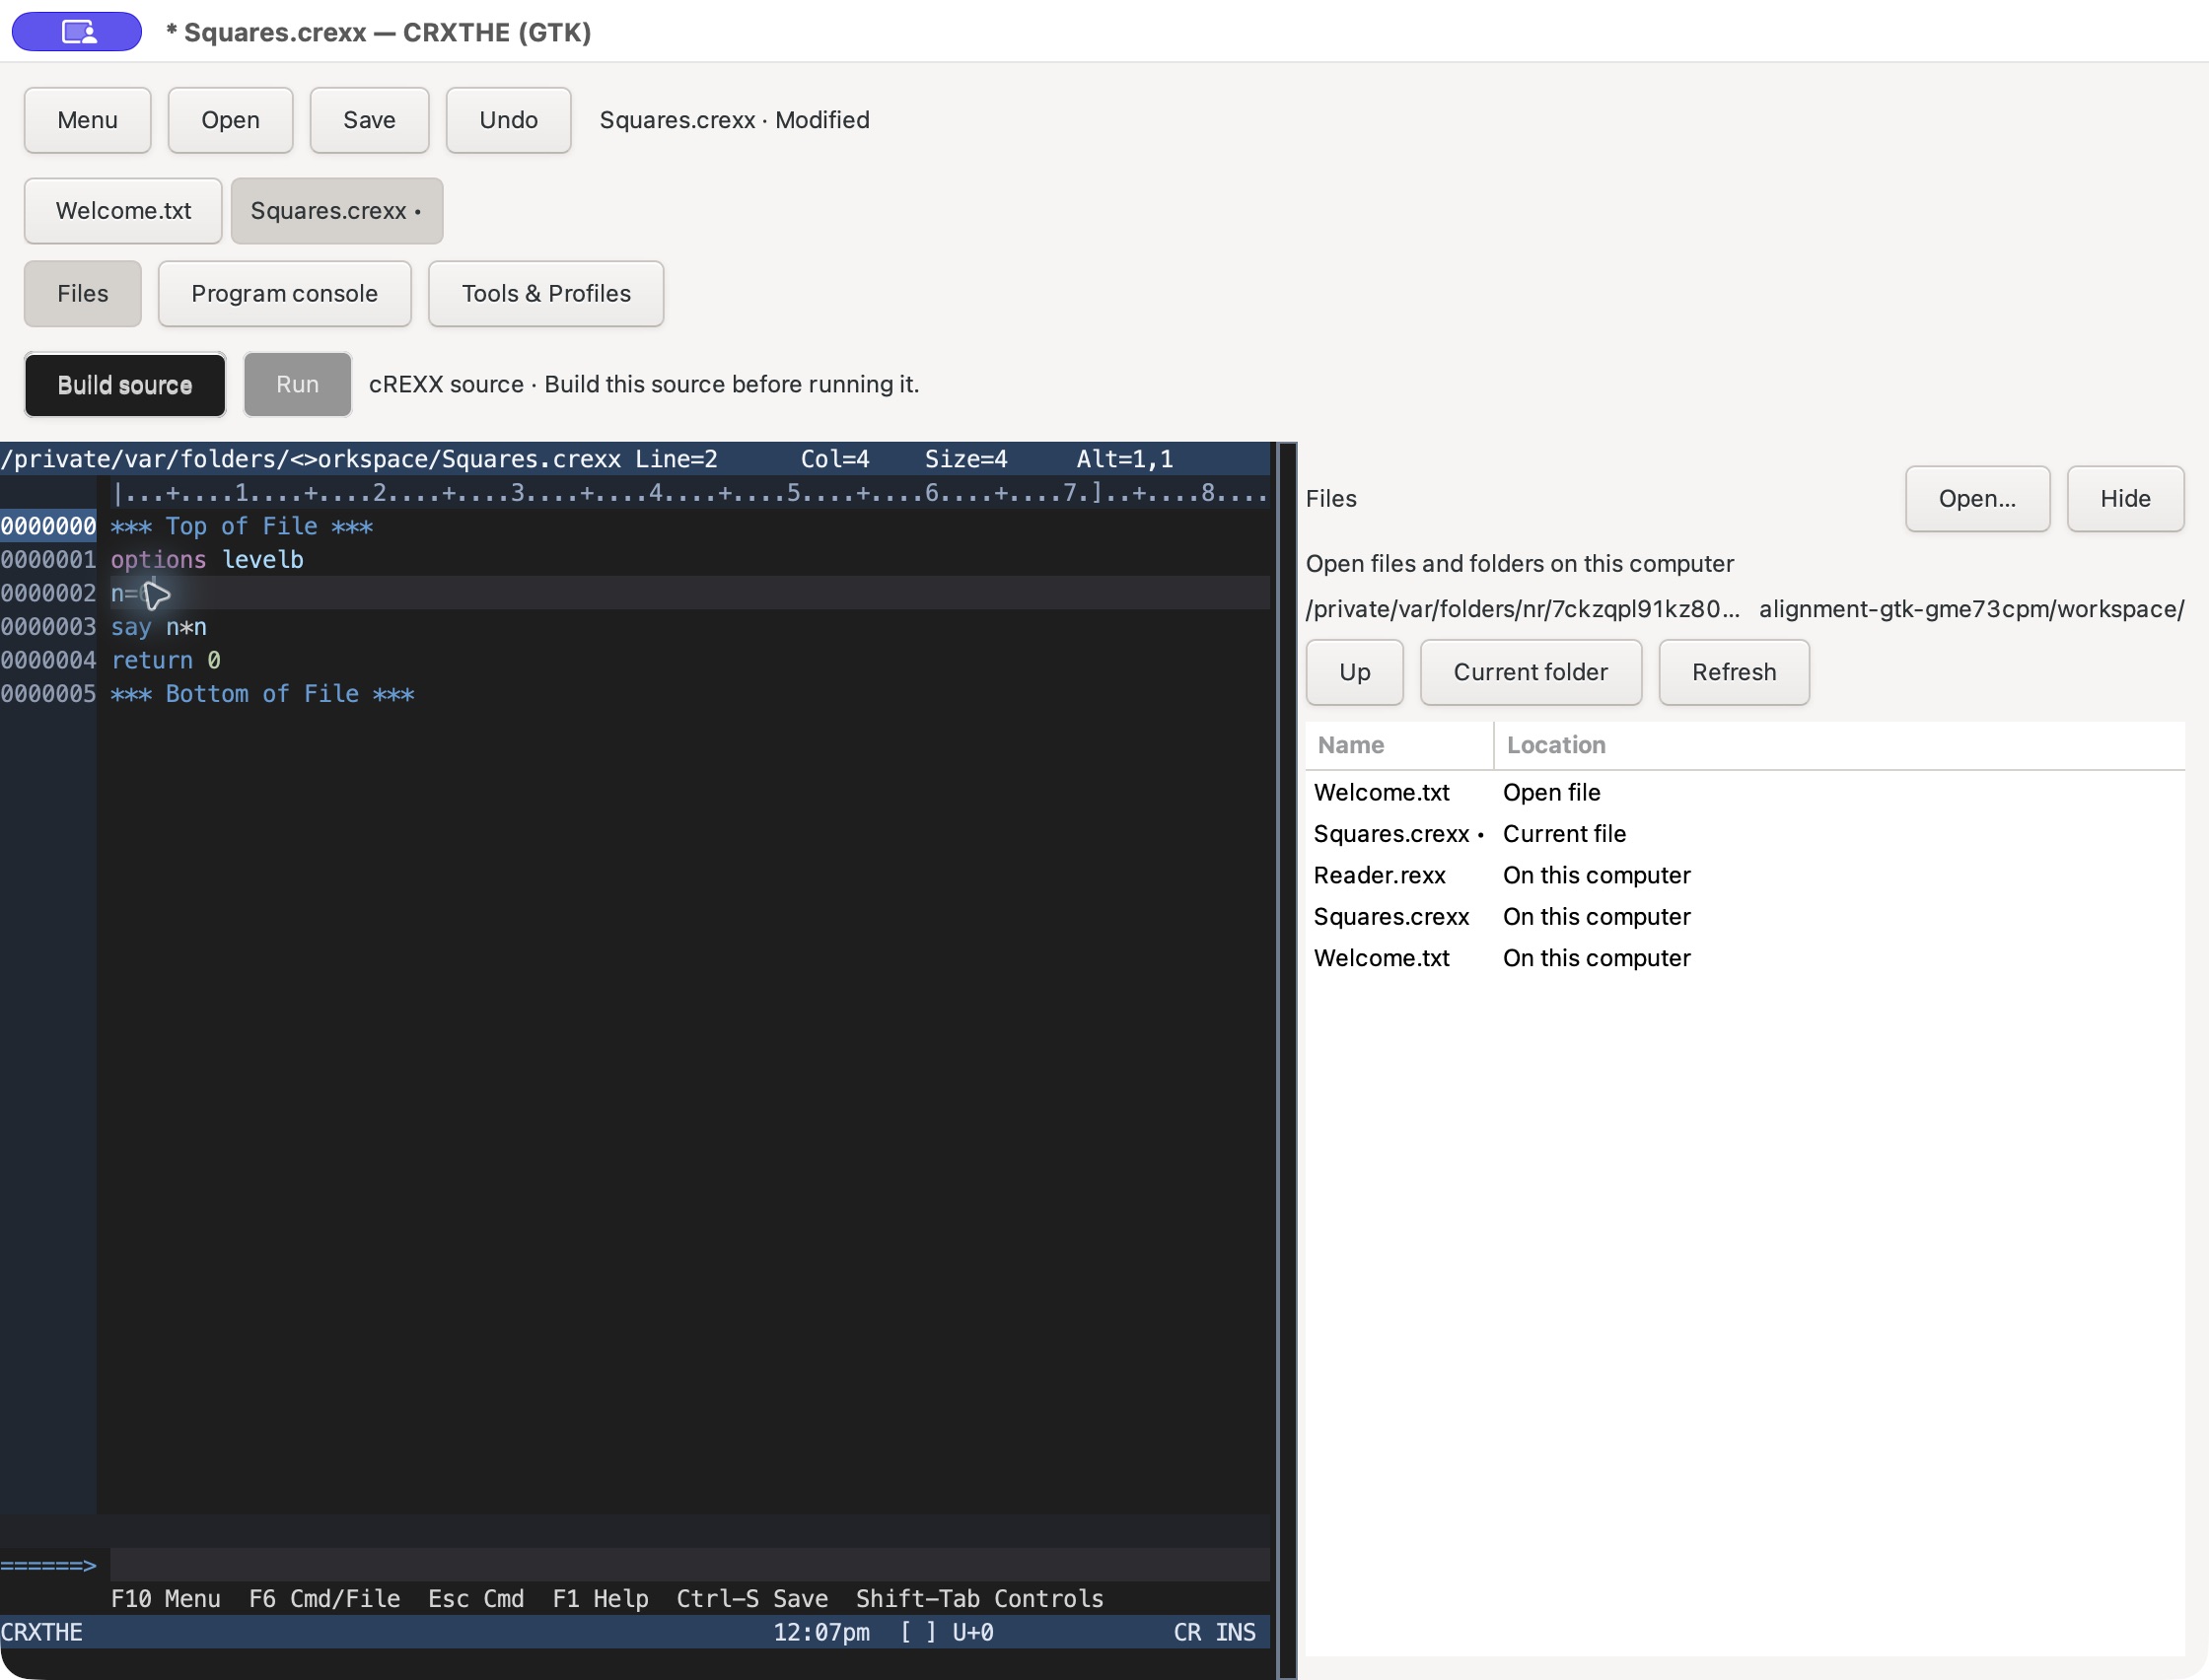 * Squares.crexx — CRXTHE (GTK)
Menu Open Save Undo Squares.crexx · Modified
Welcome.txt Squares.crexx •
Files Program console Tools & Profiles
Build source Run cREXX source · Build this source before running it.
/private/var/folders/<>orkspace/Squares.crexx Line=2 Col=4 Size=4 Alt=1,1
|...+....1....+....2....+....3....+....4....+....5....+....6....+....7.]..+....8....
0000000 *** Top of File ***
0000001 options levelb
0000002 n=
0000003 say n*n
0000004 return 0
0000005 *** Bottom of File ***
======>
F10 Menu F6 Cmd/File Esc Cmd F1 Help Ctrl-S Save Shift-Tab Controls
CRXTHE 12:07pm [ ] U+0 CR INS
Files Open... Hide
Open files and folders on this computer
/private/var/folders/nr/7ckzqpl91kz80... alignment-gtk-gme73cpm/workspace/
Up Current folder Refresh
Name Location
Welcome.txt Open file
Squares.crexx • Current file
Reader.rexx On this computer
Squares.crexx On this computer
Welcome.txt On this computer